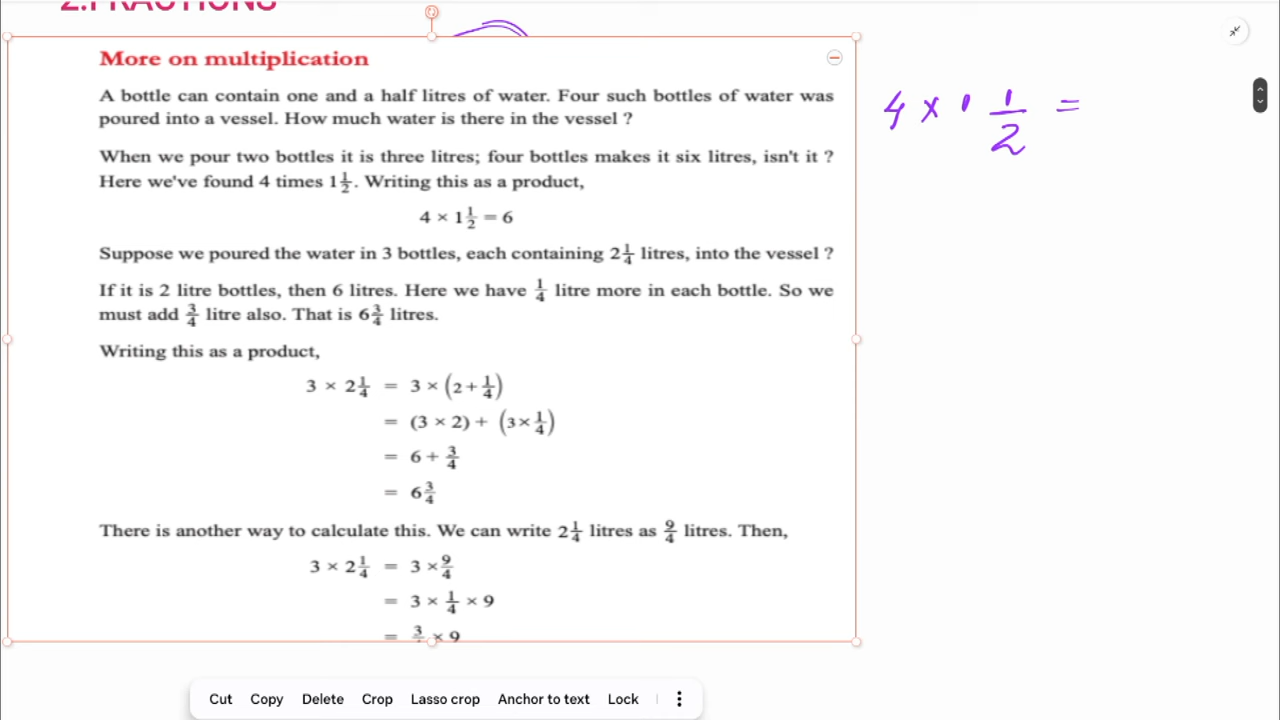 2.FRACTIONS
More on multiplication
A bottle can contain one and a half litres of water. Four such bottles of water was
poured into a vessel. How much water is there in the vessel ?
When we pour two bottles it is three litres; four bottles makes it six litres, isn't it ?
Here we've found 4 times 1½. Writing this as a product,
4 × 1½ = 6
Suppose we poured the water in 3 bottles, each containing 2¼ litres, into the vessel ?
If it is 2 litre bottles, then 6 litres. Here we have ¼ litre more in each bottle. So we
must add ¾ litre also. That is 6¾ litres.
Writing this as a product,
3 × 2¼ = 3 × (2 + ¼)
= (3 × 2) + (3 × ¼)
= 6 + ¾
= 6¾
There is another way to calculate this. We can write 2¼ litres as 9/4 litres. Then,
3 × 2¼ = 3 × 9/4
= 3 × ¼ × 9
= 3/ × 9
4 × 1 1/2 =
Cut Copy Delete Crop Lasso crop Anchor to text Lock